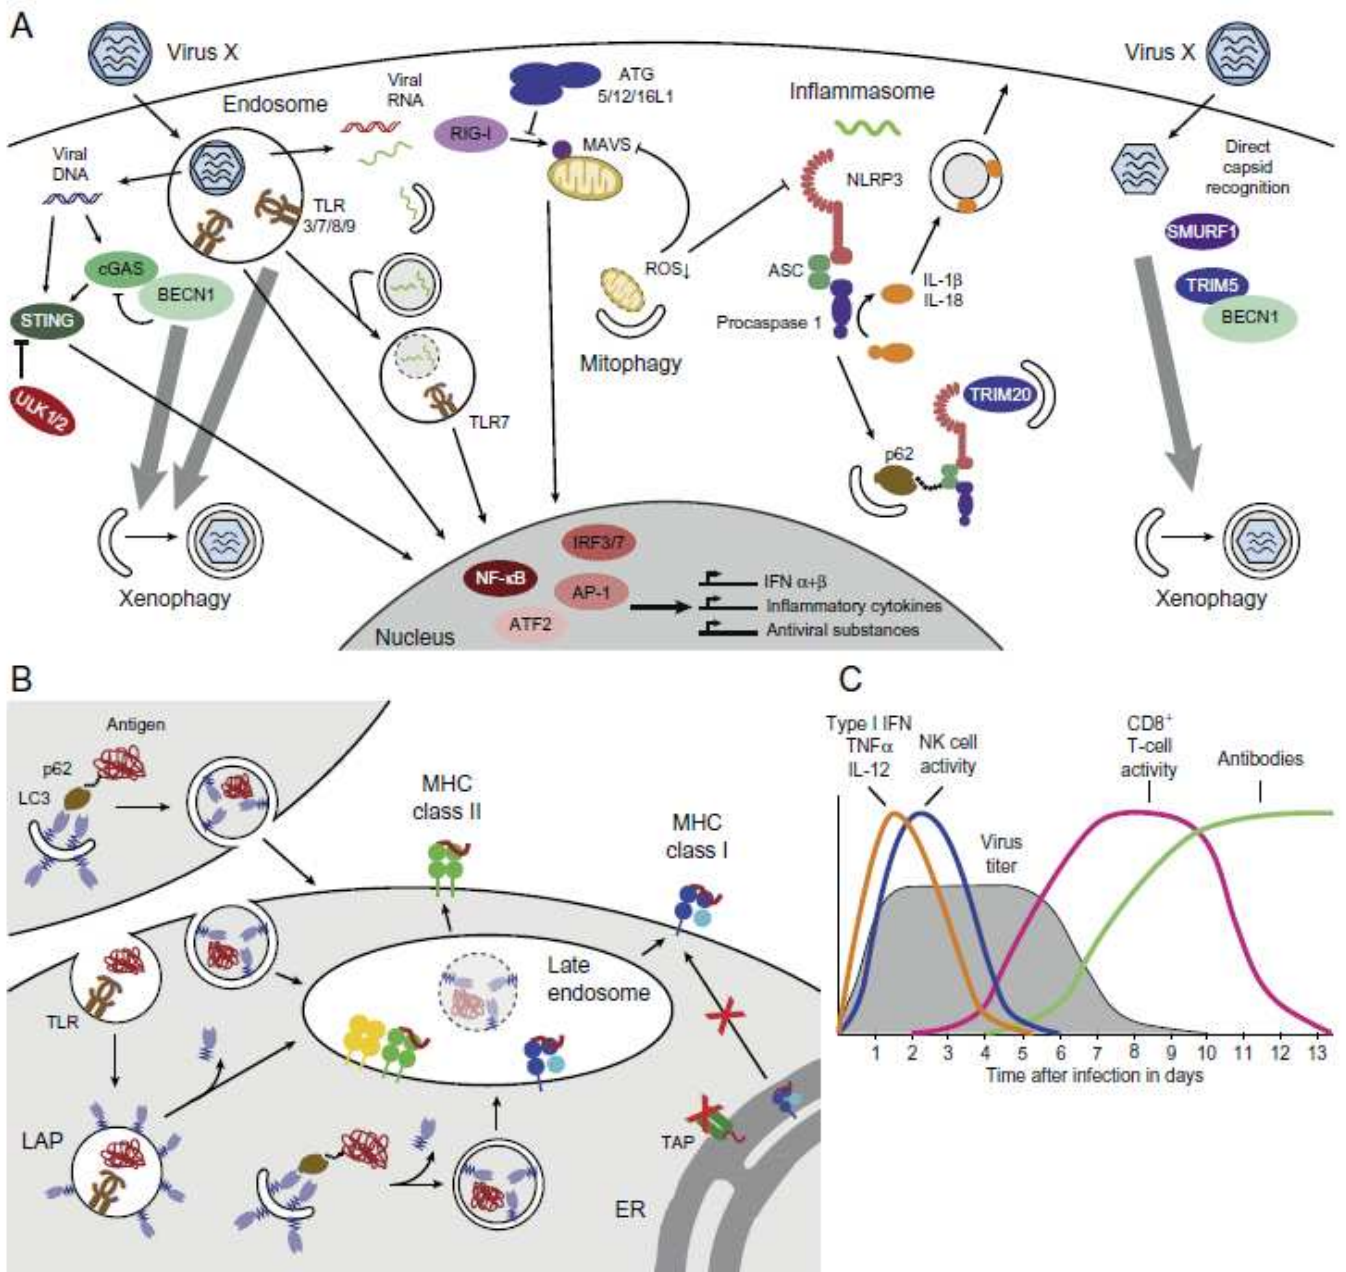 A
Virus X
Endosome
Viral
RNA
ATG
5/12/16L1
Inflammasome
Virus X
Viral
DNA
RIG-I
MAVS
Direct
capsid
recognition
NLRP3
TLR
3/7/8/9
SMURF1
cGAS
BECN1
ROS↓
ASC
IL-1β
IL-18
TRIM5
BECN1
STING
Procaspase 1
Mitophagy
ULK1/2
TLR7
TRIM20
p62
IRF3/7
NF-κB
AP-1
ATF2
IFN α+β
Inflammatory cytokines
Antiviral substances
Nucleus
Xenophagy
Xenophagy
B
Antigen
p62
LC3
MHC
class II
MHC
class I
Late
endosome
TLR
LAP
TAP
ER
C
Type I IFN
TNFα
IL-12
NK cell
activity
CD8+
T-cell
activity
Antibodies
Virus
titer
1 2 3 4 5 6 7 8 9 10 11 12 13
Time after infection in days